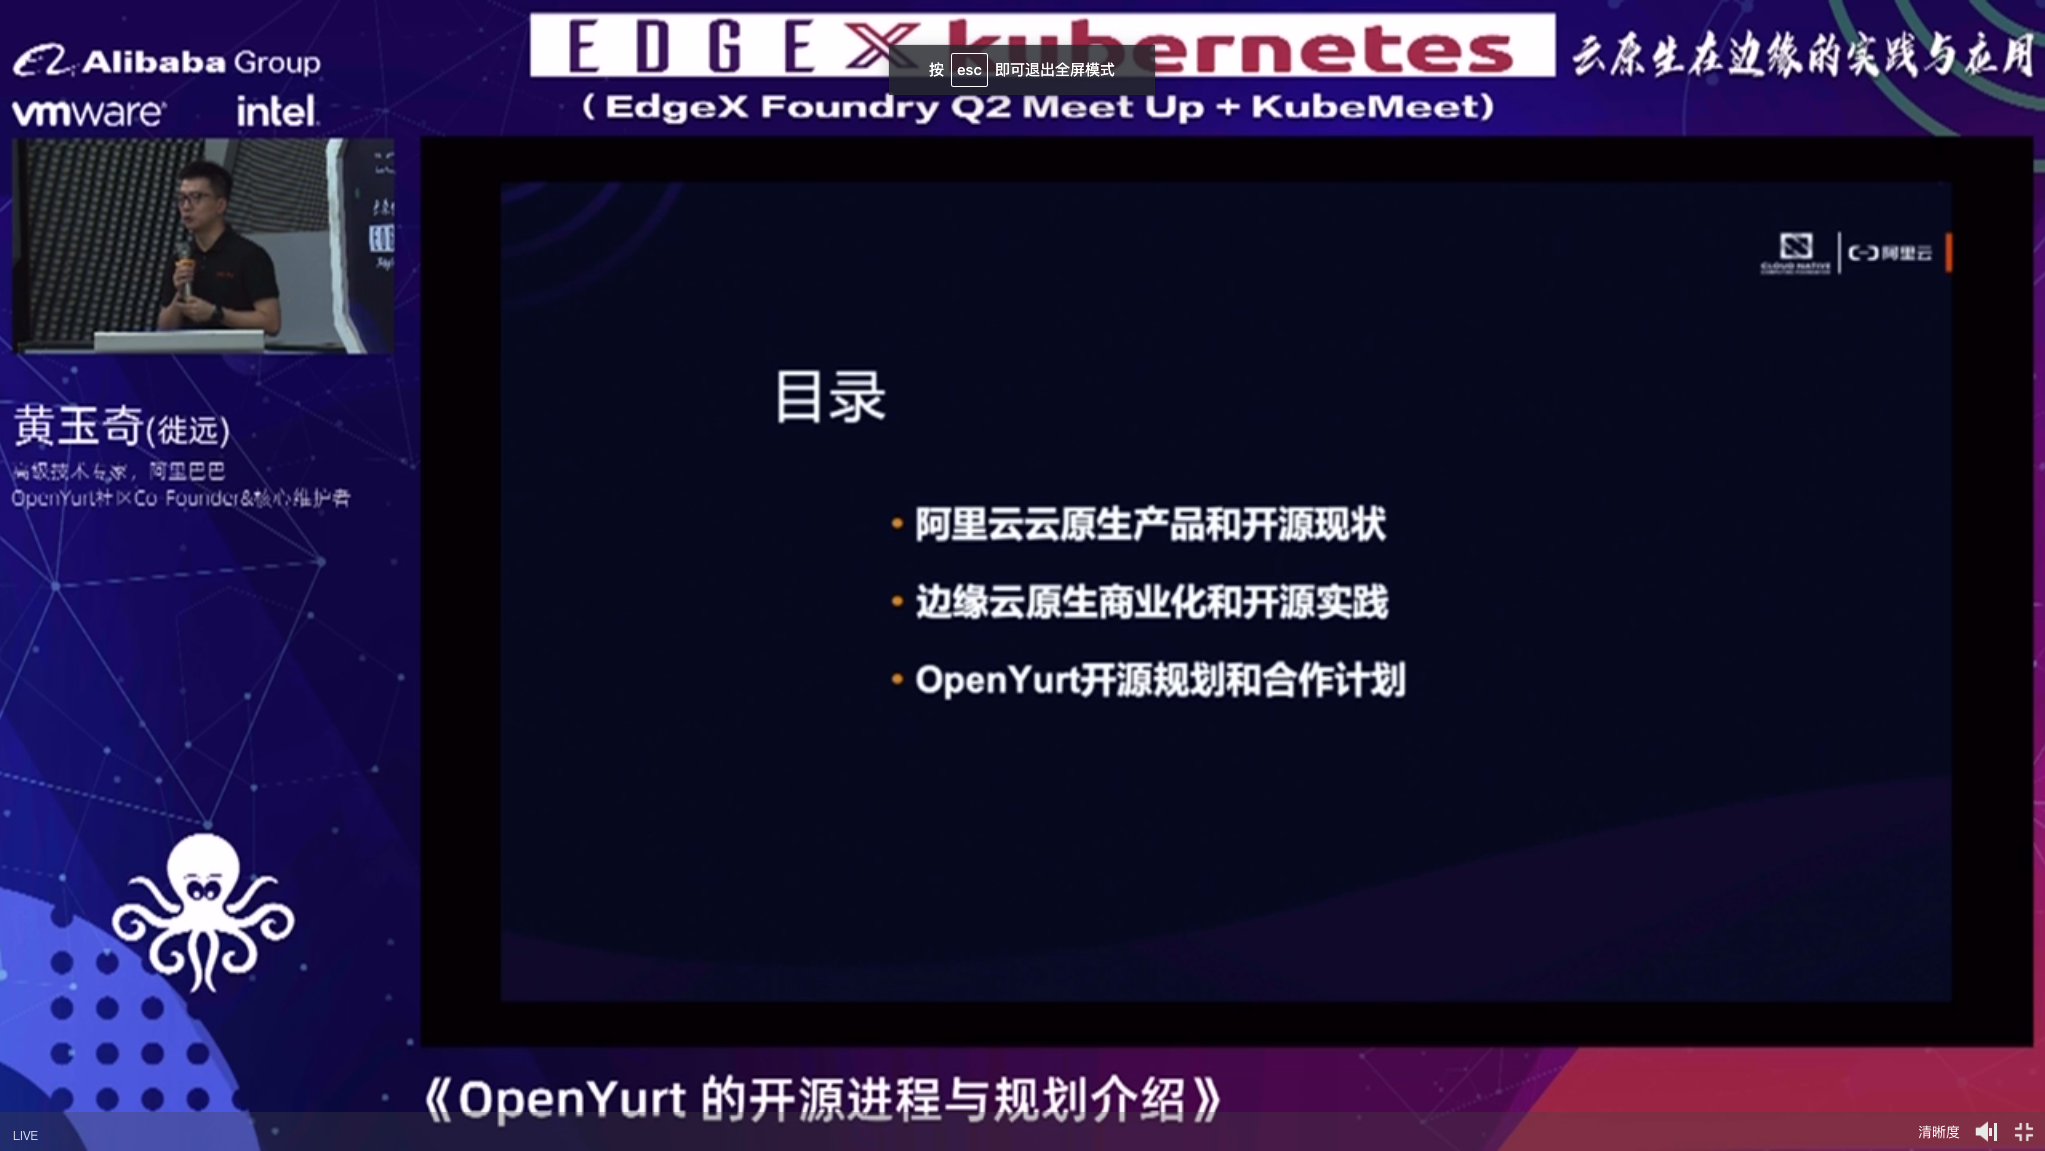 Alibaba Group
vmware
intel.
EDGE X kubernetes
按 esc 即可退出全屏模式
( EdgeX Foundry Q2 Meet Up + KubeMeet)
云原生在边缘的实践与应用
CLOUD NATIVE
阿里云
黄玉奇(徙远)
高级技术专家，阿里巴巴
OpenYurt社区Co-Founder&核心维护者
目录
• 阿里云云原生产品和开源现状
• 边缘云原生商业化和开源实践
• OpenYurt开源规划和合作计划
《OpenYurt 的开源进程与规划介绍》
LIVE
清晰度